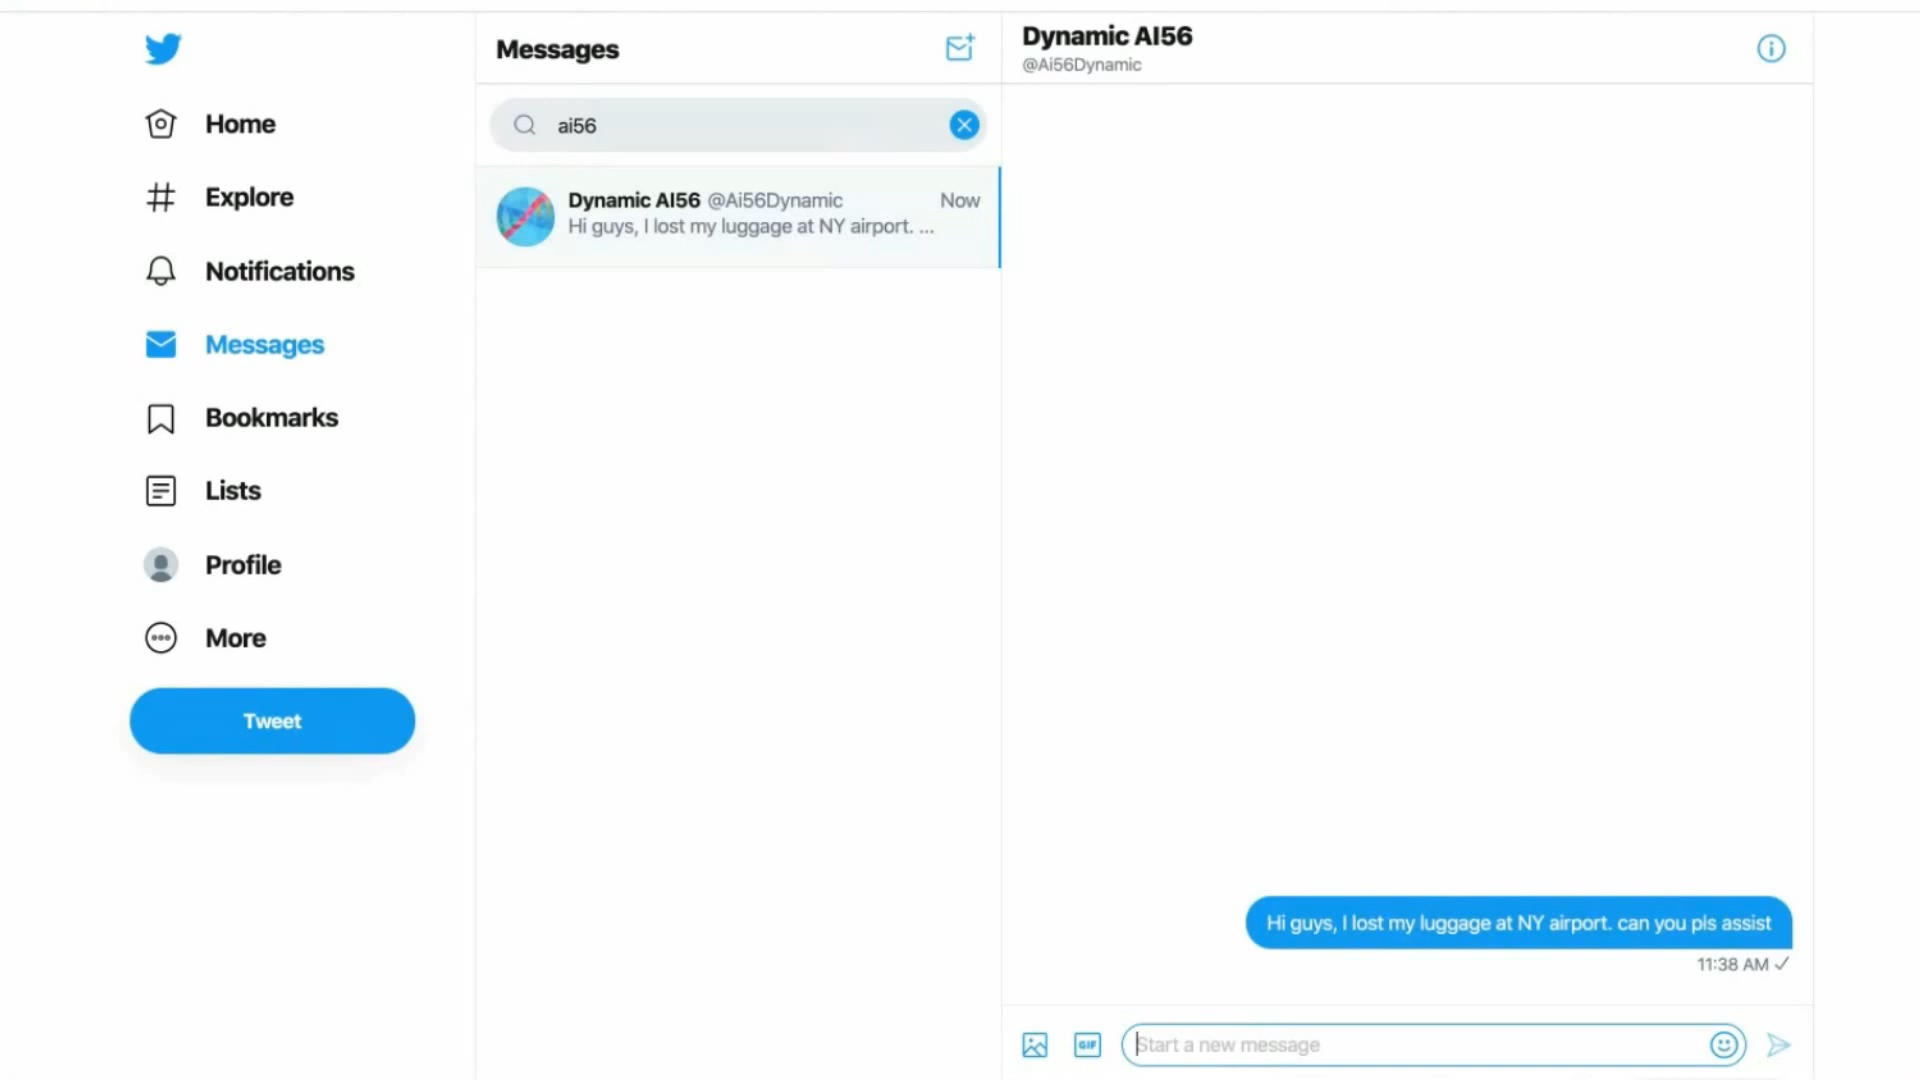 Home
Explore
Notifications
Messages
Bookmarks
Lists
Profile
More
Tweet
Messages
ai56
Dynamic AI56 @Ai56Dynamic Now
Hi guys, I lost my luggage at NY airport. ...
Dynamic AI56
@Ai56Dynamic
Hi guys, I lost my luggage at NY airport. can you pls assist
11:38 AM ✓
GIF
Start a new message